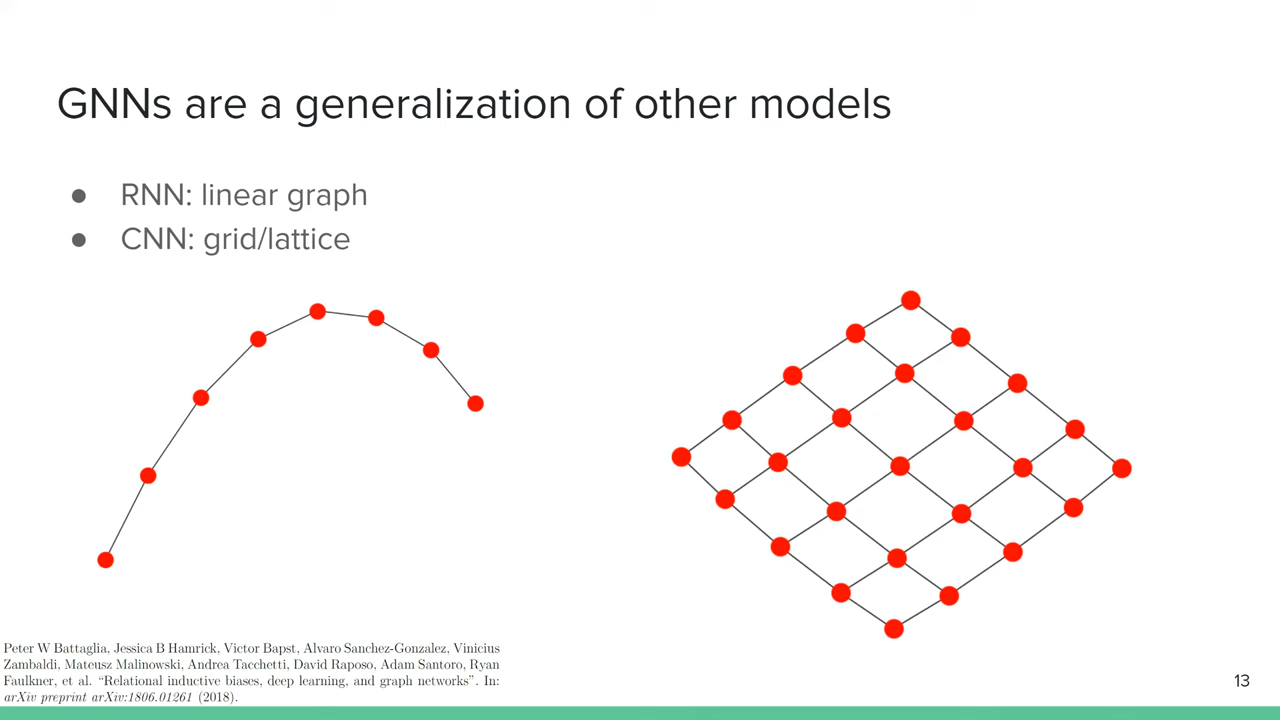 GNNs are a generalization of other models
● RNN: linear graph
● CNN: grid/lattice
Peter W Battaglia, Jessica B Hamrick, Victor Bapst, Alvaro Sanchez-Gonzalez, Vinicius
Zambaldi, Mateusz Malinowski, Andrea Tacchetti, David Raposo, Adam Santoro, Ryan
Faulkner, et al. “Relational inductive biases, deep learning, and graph networks”. In:
arXiv preprint arXiv:1806.01261 (2018).
13